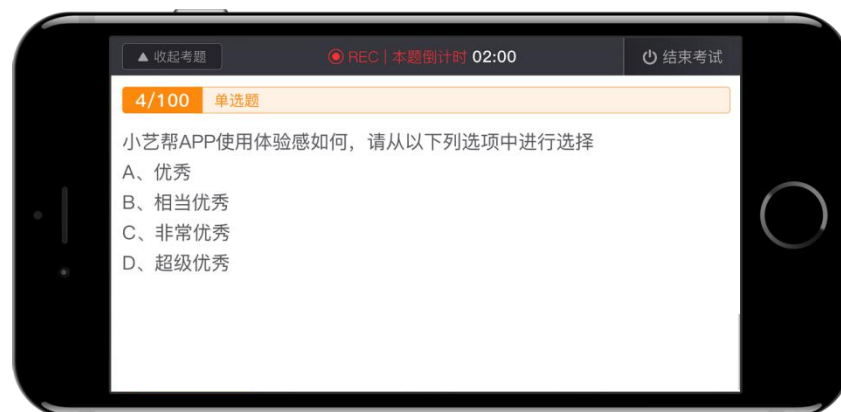 ▲ 收起考题
REC | 本题倒计时 02:00
结束考试
4/100 单选题
小艺帮APP使用体验感如何，请从以下列选项中进行选择
A、优秀
B、相当优秀
C、非常优秀
D、超级优秀